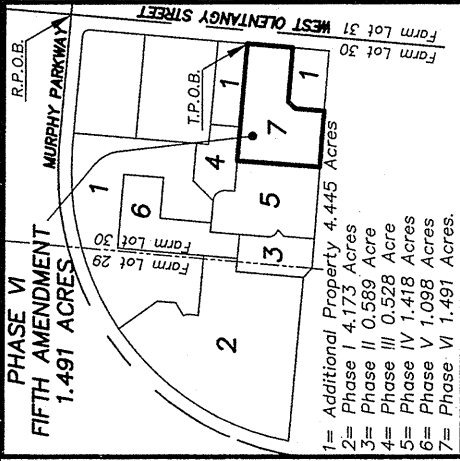 R.P.O.B.
MURPHY PARKWAY
WEST OLENTANGY STREET
Farm Lot 31
Farm Lot 30
T.P.O.B.
PHASE VI
FIFTH AMENDMENT
1.491 ACRES
1
1
1
7
4
5
6
3
2
Farm Lot 30
Farm Lot 29
1= Additional Property 4.445 Acres
2= Phase I 4.173 Acres
3= Phase II 0.589 Acre
4= Phase III 0.528 Acre
5= Phase IV 1.418 Acres
6= Phase V 1.098 Acres
7= Phase VI 1.491 Acres.